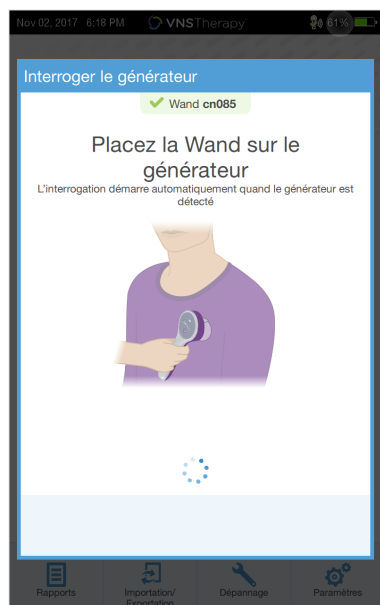 Nov 02, 2017 6:18 PM VNSTherapy 61%
Interroger le générateur
Wand cn085
Placez la Wand sur le
générateur
L'interrogation démarre automatiquement quand le générateur est
détecté
Rapports Importation/ Dépannage Paramètres
Exportation